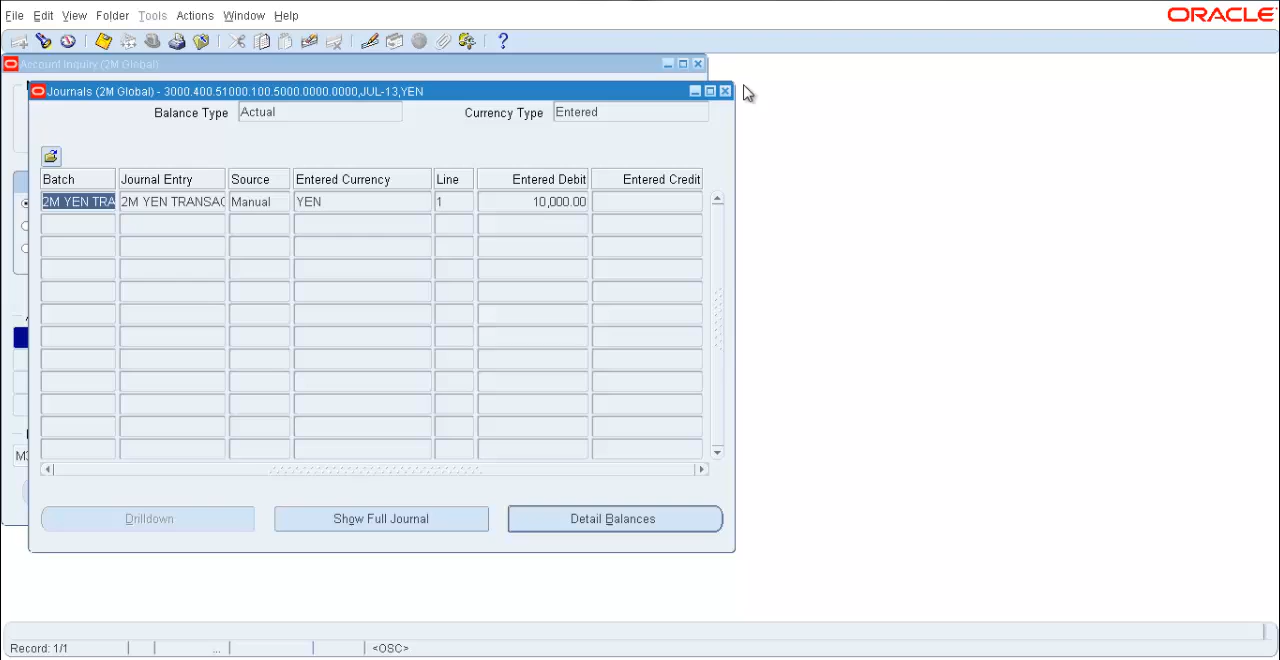 File Edit View Folder Tools Actions Window Help
ORACLE
Account Inquiry (2M Global)
Journals (2M Global) - 3000.400.51000.100.5000.0000.0000,JUL-13,YEN
Balance Type Actual Currency Type Entered
Batch Journal Entry Source Entered Currency Line Entered Debit Entered Credit
2M YEN TRA 2M YEN TRANSAC Manual YEN 1 10,000.00
Drilldown Show Full Journal Detail Balances
Record: 1/1 ... <OSC>